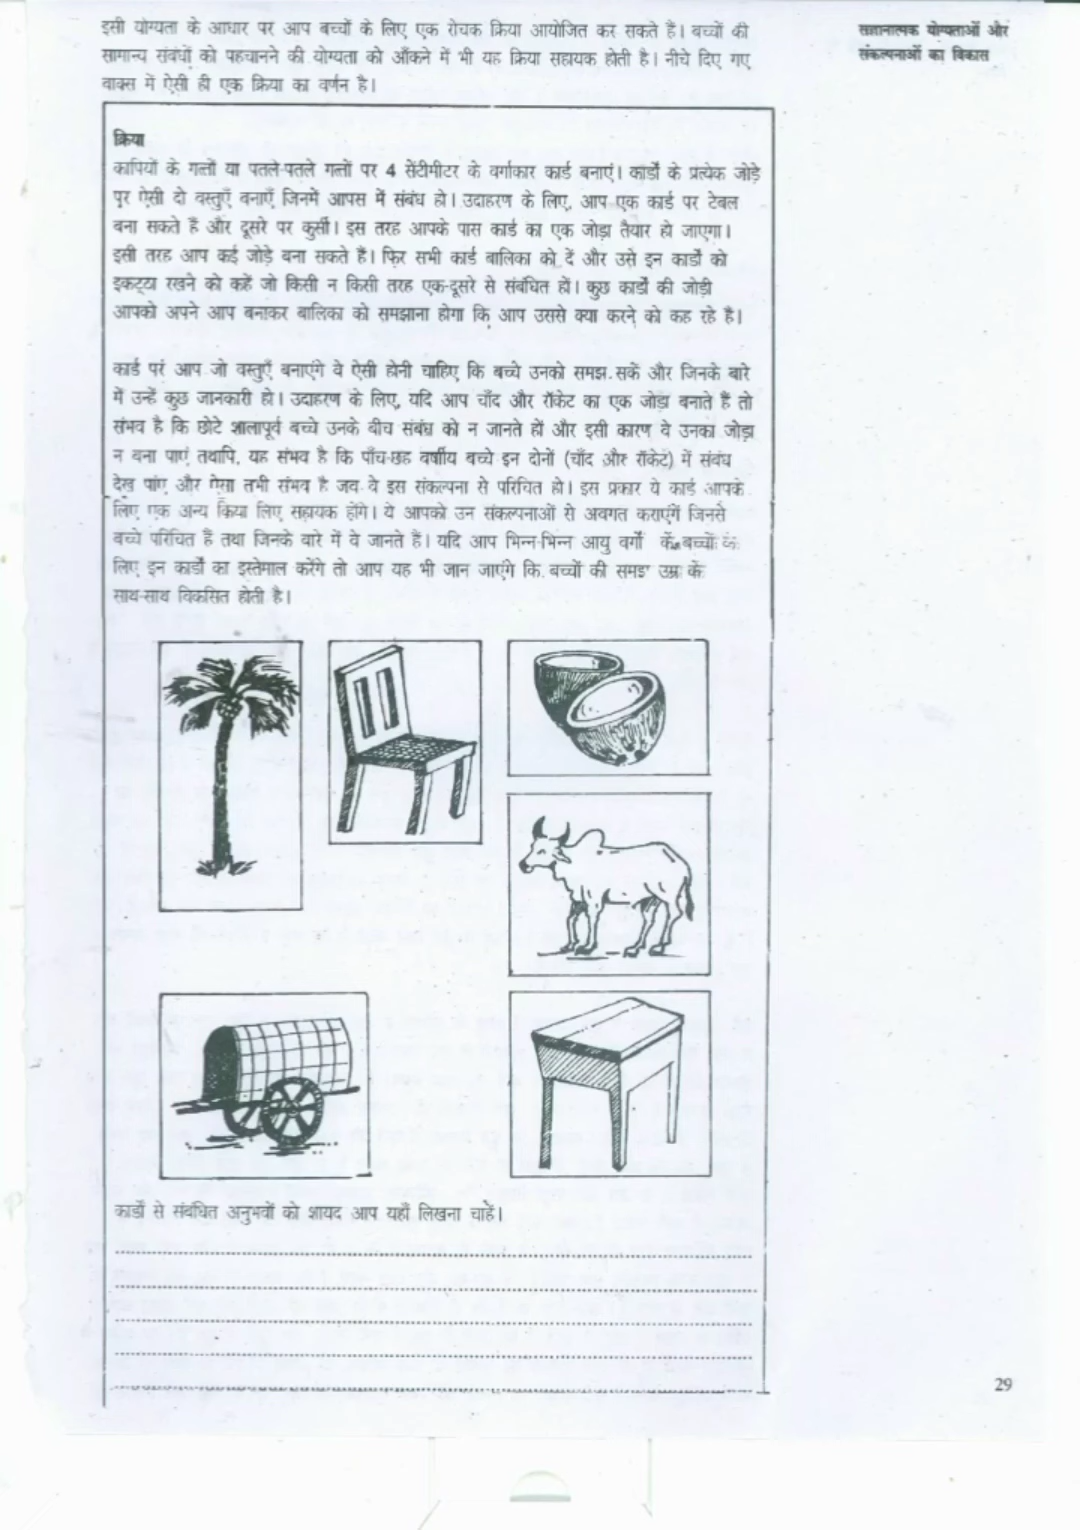 इसी योग्यता के आधार पर आप बच्चों के लिए एक रोचक क्रिया आयोजित कर सकते हैं। बच्चों की
सामान्य संबंधों को पहचानने की योग्यता को आँकने में भी यह क्रिया सहायक होती है। नीचे दिए गए
बाक्स में ऐसी ही एक क्रिया का वर्णन है।
संज्ञानात्मक योग्यताओं और
संकल्पनाओं का विकास
क्रिया
कापियों के गत्तों या पतले-पतले गत्तों पर 4 सेंटीमीटर के वर्गाकार कार्ड बनाएं। कार्डों के प्रत्येक जोड़े
पर ऐसी दो वस्तुएँ बनाएँ जिनमें आपस में संबंध हो। उदाहरण के लिए, आप एक कार्ड पर टेबल
बना सकते हैं और दूसरे पर कुर्सी। इस तरह आपके पास कार्ड का एक जोड़ा तैयार हो जाएगा।
इसी तरह आप कई जोड़े बना सकते हैं। फिर सभी कार्ड बालिका को दें और उसे इन कार्डों को
इकट्ठा रखने को कहें जो किसी न किसी तरह एक-दूसरे से संबंधित हों। कुछ कार्डों की जोड़ी
आपको अपने आप बनाकर बालिका को समझाना होगा कि आप उससे क्या करने को कह रहे है।
कार्ड पर आप जो वस्तुएँ बनाएंगे वे ऐसी होनी चाहिए कि बच्चे उनको समझ सकें और जिनके बारे
में उन्हें कुछ जानकारी हो। उदाहरण के लिए, यदि आप चाँद और रॉकेट का एक जोड़ा बनाते हैं तो
संभव है कि छोटे शालापूर्व बच्चे उनके बीच संबंध को न जानते हों और इसी कारण वे उनका जोड़ा
न बना पाएं तथापि, यह संभव है कि पाँच-छह वर्षीय बच्चे इन दोनों (चाँद और रॉकेट) में संबंध
देख पांए और ऐसा तभी संभव है जब वे इस संकल्पना से परिचित हो। इस प्रकार ये कार्ड आपके
लिए एक अन्य क्रिया लिए सहायक होंगे। ये आपको उन संकल्पनाओं से अवगत कराएंगें जिनसे
बच्चे परिचित हैं तथा जिनके बारे में वे जानते हैं। यदि आप भिन्न-भिन्न आयु वर्गों के बच्चों के
लिए इन कार्डों का इस्तेमाल करेंगे तो आप यह भी जान जाएंगे कि बच्चों की समझ उम्र के
साथ-साथ विकसित होती है।
कार्डों से संबंधित अनुभवों को शायद आप यहाँ लिखना चाहें।
29